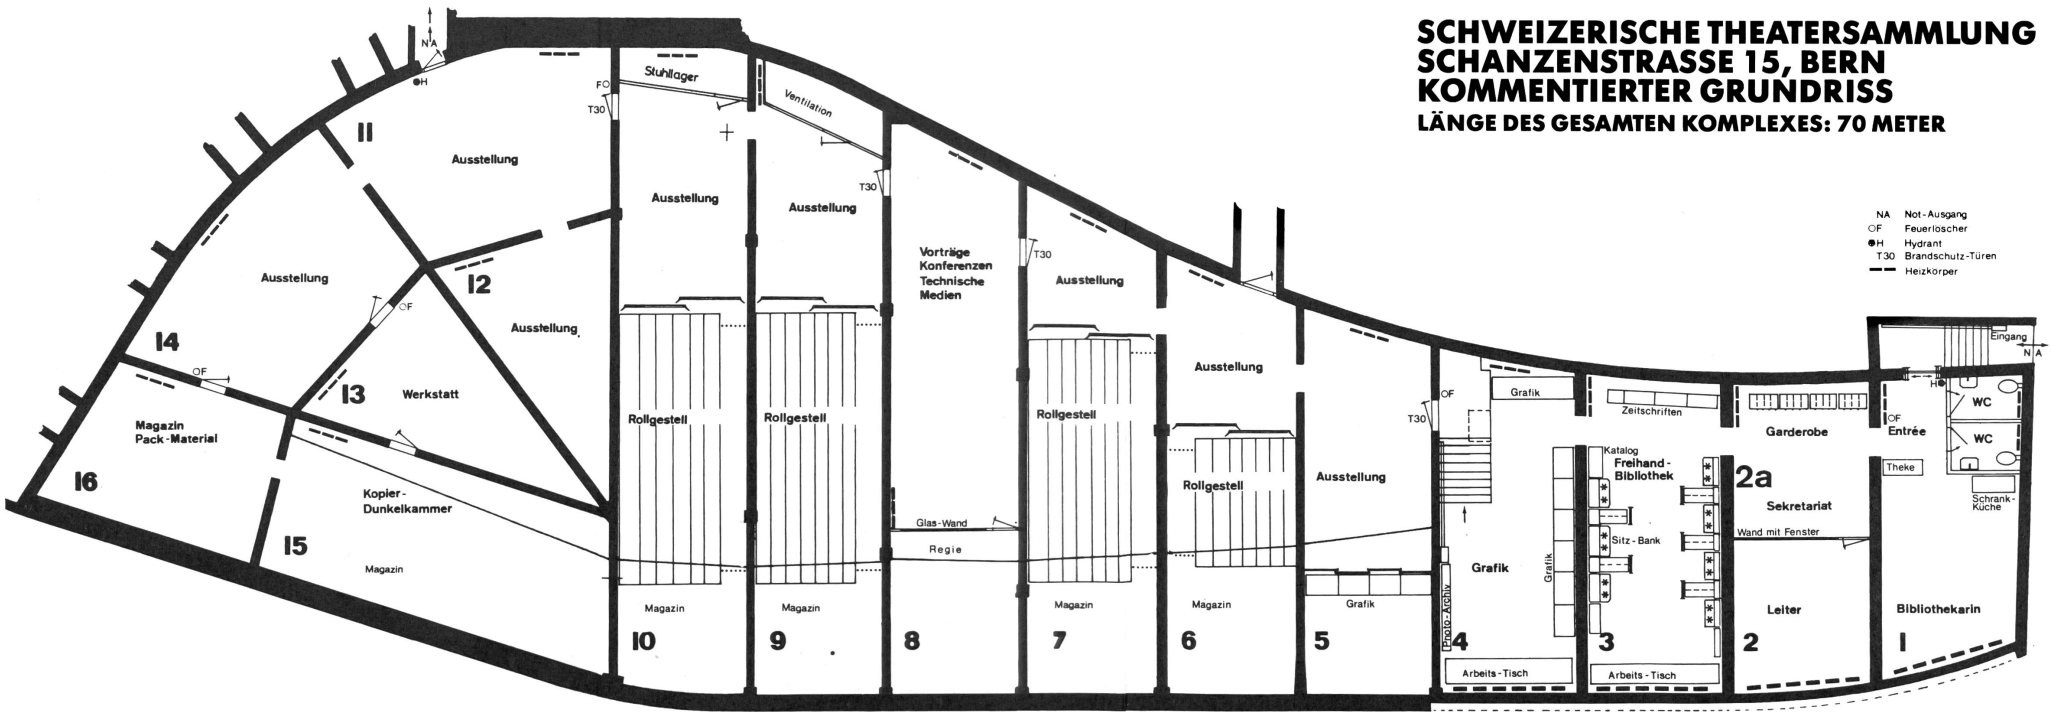 SCHWEIZERISCHE THEATERSAMMLUNG
SCHANZENSTRASSE 15, BERN
KOMMENTIERTER GRUNDRISS
LÄNGE DES GESAMTEN KOMPLEXES: 70 METER
NA Not-Ausgang
F Feuerlöscher
H Hydrant
T30 Brandschutz-Türen
Heizkörper
NA
H
11
Ausstellung
F
T30
Stuhllager
Ausstellung
Rollgestell
Magazin
10
Ventilation
Ausstellung
Rollgestell
Magazin
9
T30
Vorträge
Konferenzen
Technische
Medien
Glas-Wand
Regie
8
T30
Ausstellung
Rollgestell
Magazin
7
Ausstellung
Rollgestell
Magazin
6
Ausstellung
Grafik
5
T30
F
Grafik
Grafik
Grafik
Photo-Archiv
4
Arbeits-Tisch
Zeitschriften
Katalog
Freihand-
Bibliothek
Sitz-Bank
3
Arbeits-Tisch
Garderobe
2a
Sekretariat
Wand mit Fenster
Leiter
2
Eingang
NA
H
F
Entrée
WC
WC
Theke
Schrank-
Küche
Bibliothekarin
1
Ausstellung
14
F
12
Ausstellung
F
13
Werkstatt
Magazin
Pack-Material
16
Kopier-
Dunkelkammer
15
Magazin